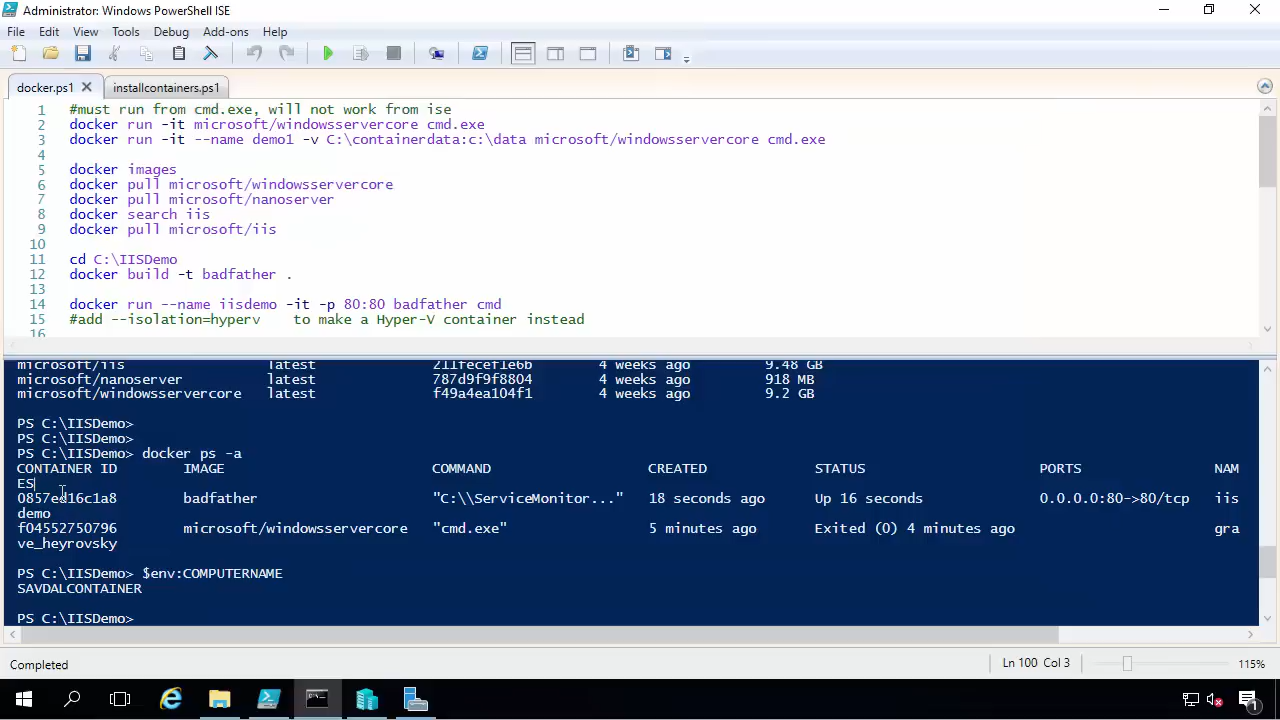 Administrator: Windows PowerShell ISE
File Edit View Tools Debug Add-ons Help
docker.ps1 installcontainers.ps1
1 #must run from cmd.exe, will not work from ise
2 docker run -it microsoft/windowsservercore cmd.exe
3 docker run -it --name demo1 -v C:\containerdata:c:\data microsoft/windowsservercore cmd.exe
4
5 docker images
6 docker pull microsoft/windowsservercore
7 docker pull microsoft/nanoserver
8 docker search iis
9 docker pull microsoft/iis
10
11 cd C:\IISDemo
12 docker build -t badfather .
13
14 docker run --name iisdemo -it -p 80:80 badfather cmd
15 #add --isolation=hyperv to make a Hyper-V container instead
16
microsoft/iis latest 211fecef1e6b 4 weeks ago 9.48 GB
microsoft/nanoserver latest 787d9f9f8804 4 weeks ago 918 MB
microsoft/windowsservercore latest f49a4ea104f1 4 weeks ago 9.2 GB
PS C:\IISDemo>
PS C:\IISDemo>
PS C:\IISDemo> docker ps -a
CONTAINER ID IMAGE COMMAND CREATED STATUS PORTS NAM
ES
0857ed16c1a8 badfather "C:\\ServiceMonitor..." 18 seconds ago Up 16 seconds 0.0.0.0:80->80/tcp iis
demo
f04552750796 microsoft/windowsservercore "cmd.exe" 5 minutes ago Exited (0) 4 minutes ago gra
ve_heyrovsky
PS C:\IISDemo> $env:COMPUTERNAME
SAVDALCONTAINER
PS C:\IISDemo>
Completed Ln 100 Col 3 115%
1